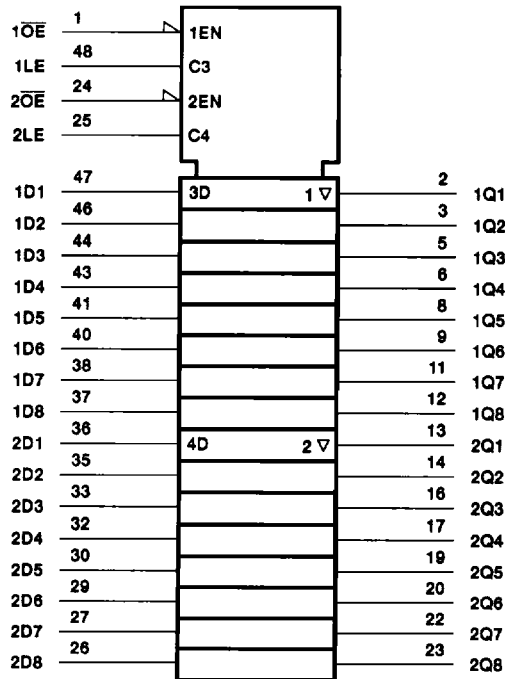 1O̅E̅ 1 1EN
1LE 48 C3
2O̅E̅ 24 2EN
2LE 25 C4
1D1 47 3D 1 ▽ 2 1Q1
1D2 46 3 1Q2
1D3 44 5 1Q3
1D4 43 6 1Q4
1D5 41 8 1Q5
1D6 40 9 1Q6
1D7 38 11 1Q7
1D8 37 12 1Q8
2D1 36 4D 2 ▽ 13 2Q1
2D2 35 14 2Q2
2D3 33 16 2Q3
2D4 32 17 2Q4
2D5 30 19 2Q5
2D6 29 20 2Q6
2D7 27 22 2Q7
2D8 26 23 2Q8